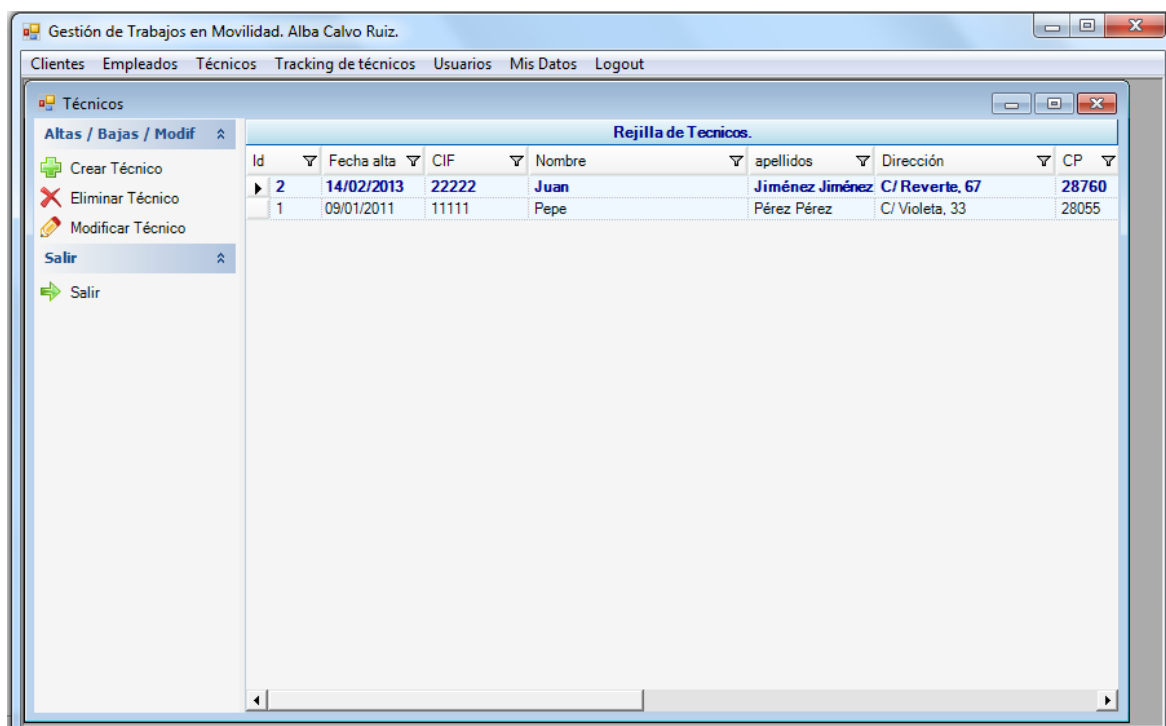 Gestión de Trabajos en Movilidad. Alba Calvo Ruiz.
Clientes Empleados Técnicos Tracking de técnicos Usuarios Mis Datos Logout
Técnicos
Altas / Bajas / Modif
Crear Técnico
Eliminar Técnico
Modificar Técnico
Salir
Salir
Rejilla de Tecnicos.
Id Fecha alta CIF Nombre apellidos Dirección CP
2 14/02/2013 22222 Juan Jiménez Jiménez C/ Reverte, 67 28760
1 09/01/2011 11111 Pepe Pérez Pérez C/ Violeta, 33 28055